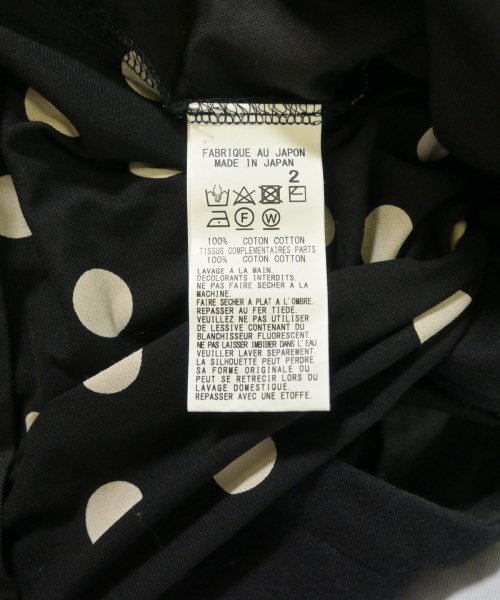 FABRIQUE AU JAPON
MADE IN JAPAN
2
F W
100% COTON COTTON
TISSUS COMPLEMENTAIRES PARTS
100% COTON COTTON
LAVAGE A LA MAIN.
DECOLORANTS INTERDITS.
NE PAS FAIRE SECHER A LA
MACHINE.
FAIRE SECHER A PLAT A L'OMBRE.
REPASSER AU FER TIEDE.
VEUILLEZ NE PAS UTILISER
DE LESSIVE CONTENANT DU
BLANCHISSEUR FLUORESCENT.
NE PAS LAISSER IMBIBER DANS L'EAU.
VEUILLER LAVER SEPAREMENT.
LA SILHOUETTE PEUT PERDRE
SA FORME ORIGINALE OU
PEUT SE RETRECIR LORS DU
LAVAGE DOMESTIQUE.
REPASSER AVEC UNE ETOFFE.